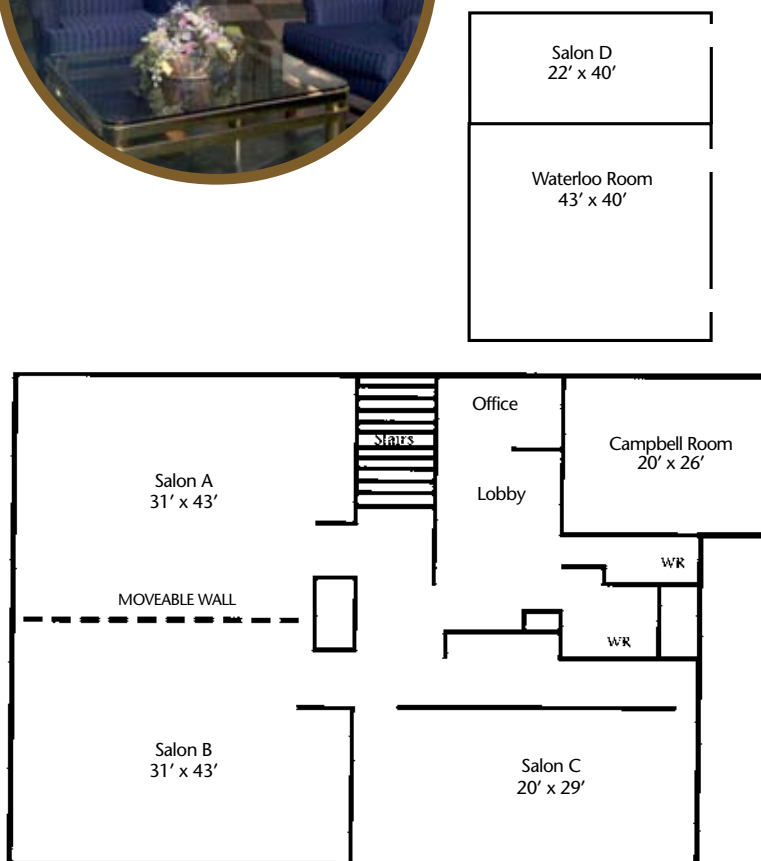 Salon D
22′ x 40′
Waterloo Room
43′ x 40′
Office
Stairs
Campbell Room
20′ x 26′
Salon A
31′ x 43′
Lobby
WR
MOVEABLE WALL
WR
Salon B
31′ x 43′
Salon C
20′ x 29′